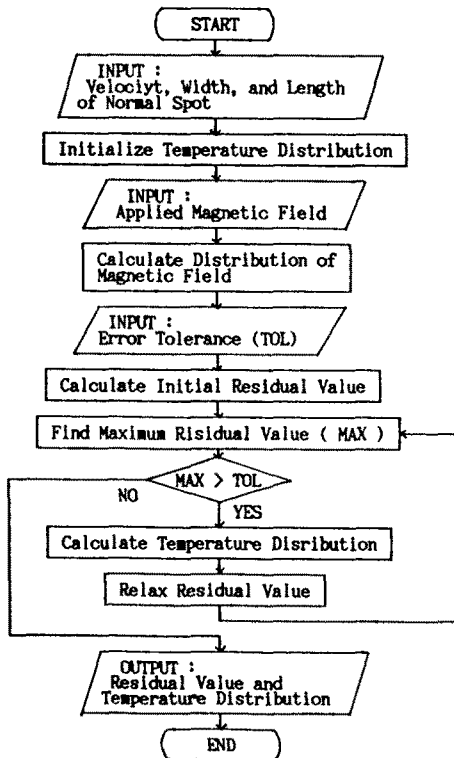 START
INPUT :
Velociyt, Width, and Length
of Normal Spot
Initialize Temperature Distribution
INPUT :
Applied Magnetic Field
Calculate Distribution of
Magnetic Field
INPUT :
Error Tolerance (TOL)
Calculate Initial Residual Value
Find Maximum Risidual Value ( MAX )
MAX > TOL
NO
YES
Calculate Temperature Disribution
Relax Residual Value
OUTPUT :
Residual Value and
Temperature Distribution
END